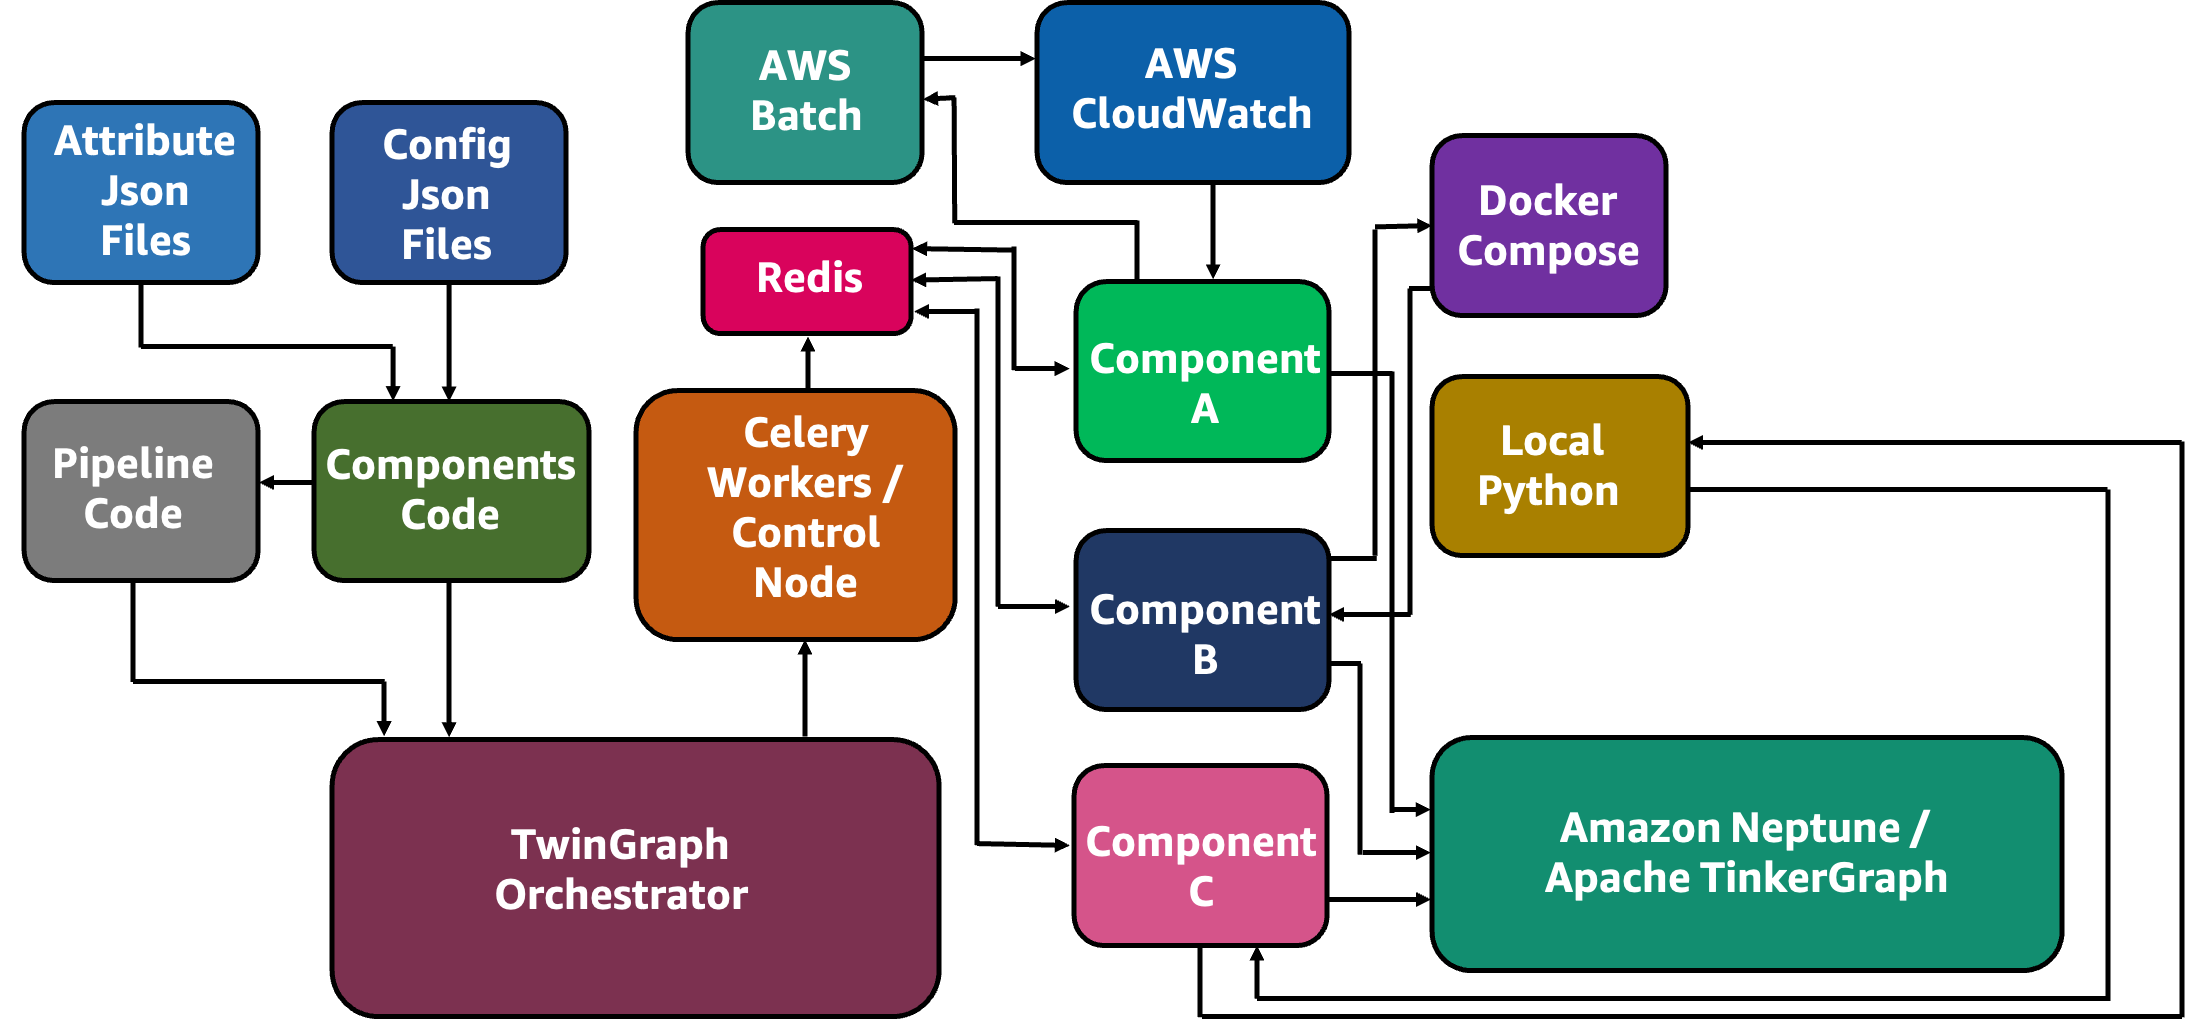 AWS
Batch
AWS
CloudWatch
Attribute
Json
Files
Config
Json
Files
Docker
Compose
Redis
Component
A
Pipeline
Code
Components
Code
Celery
Workers /
Control
Node
Local
Python
Component
B
TwinGraph
Orchestrator
Component
C
Amazon Neptune /
Apache TinkerGraph